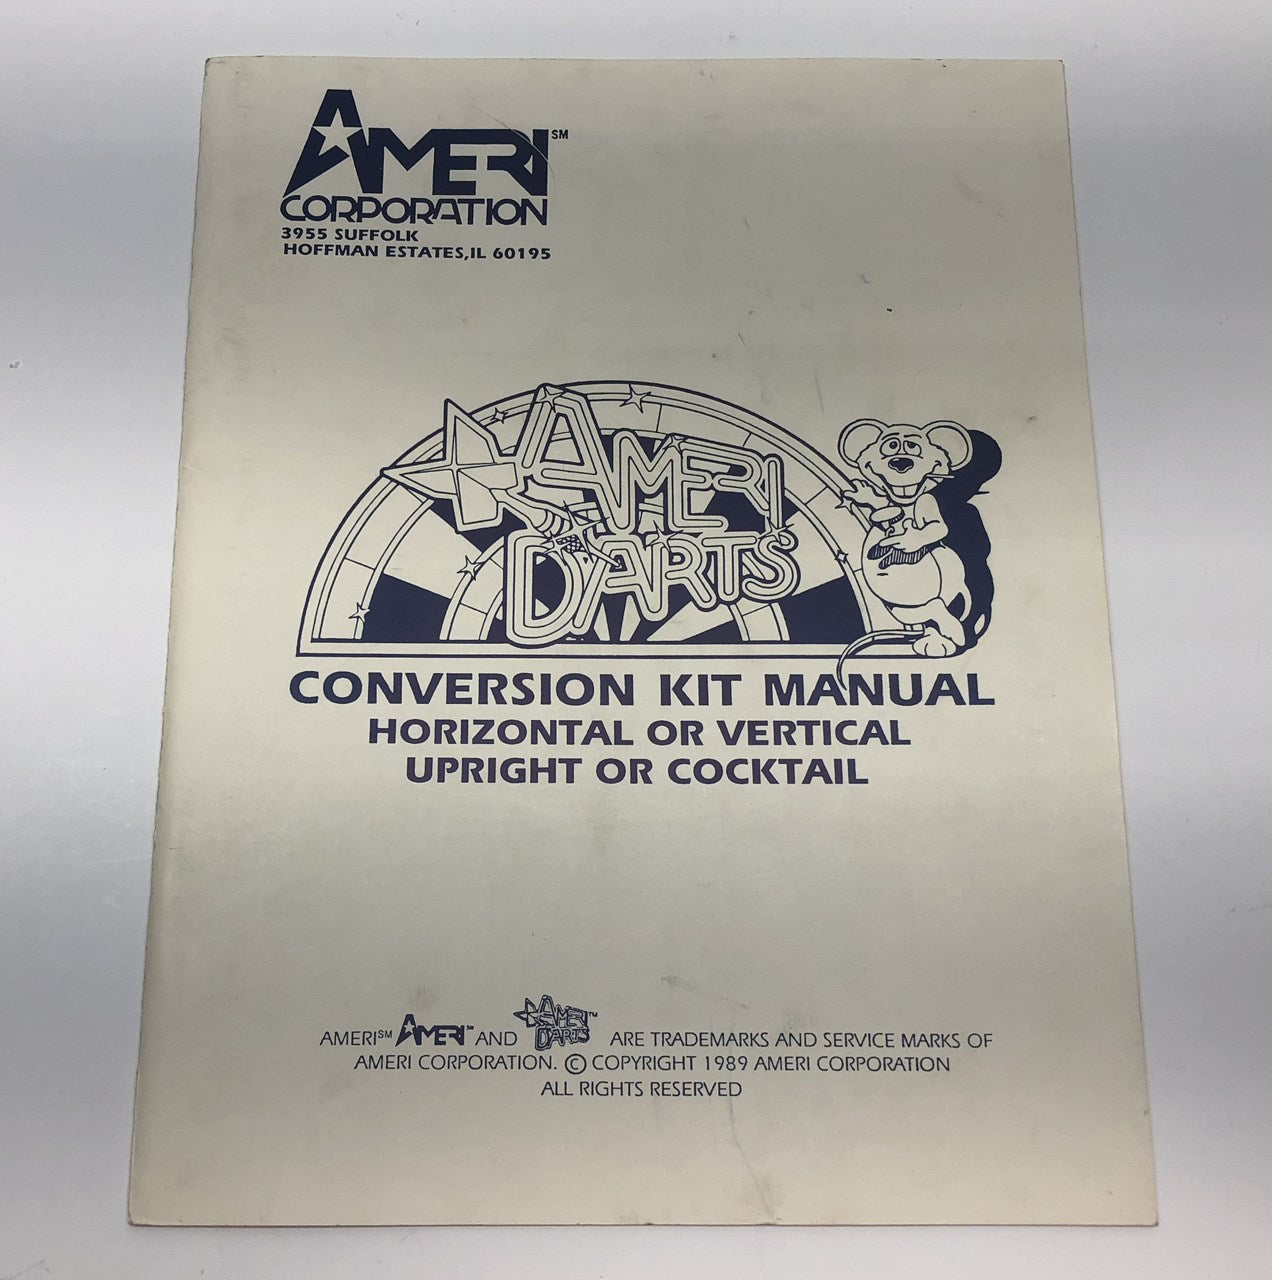 AMERI SM
CORPORATION
3955 SUFFOLK
HOFFMAN ESTATES, IL 60195
AMERI
DARTS
CONVERSION KIT MANUAL
HORIZONTAL OR VERTICAL
UPRIGHT OR COCKTAIL
AMERI SM AMERI SM AND AMERI DARTS TM ARE TRADEMARKS AND SERVICE MARKS OF
AMERI CORPORATION. © COPYRIGHT 1989 AMERI CORPORATION
ALL RIGHTS RESERVED